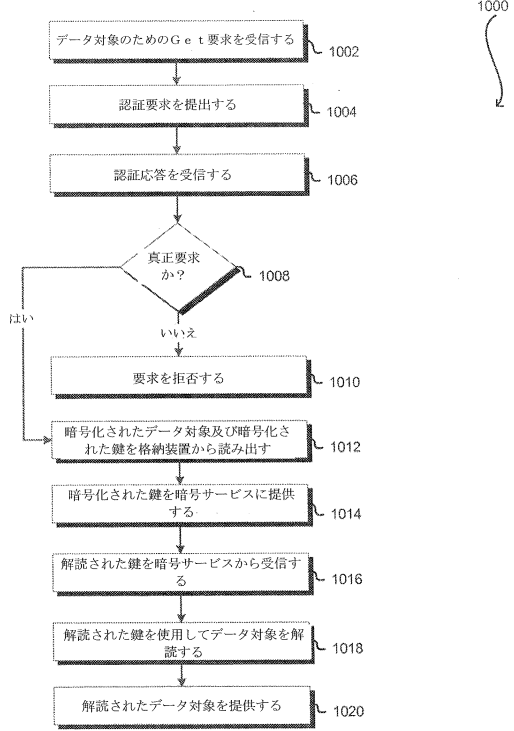 1000
データ対象のためのＧｅｔ要求を受信する
1002
認証要求を提出する
1004
認証応答を受信する
1006
真正要求
か？
1008
はい
いいえ
要求を拒否する
1010
暗号化されたデータ対象及び暗号化さ
れた鍵を格納装置から読み出す
1012
暗号化された鍵を暗号サービスに提供
する
1014
解読された鍵を暗号サービスから受信す
る
1016
解読された鍵を使用してデータ対象を解
読する
1018
解読されたデータ対象を提供する
1020